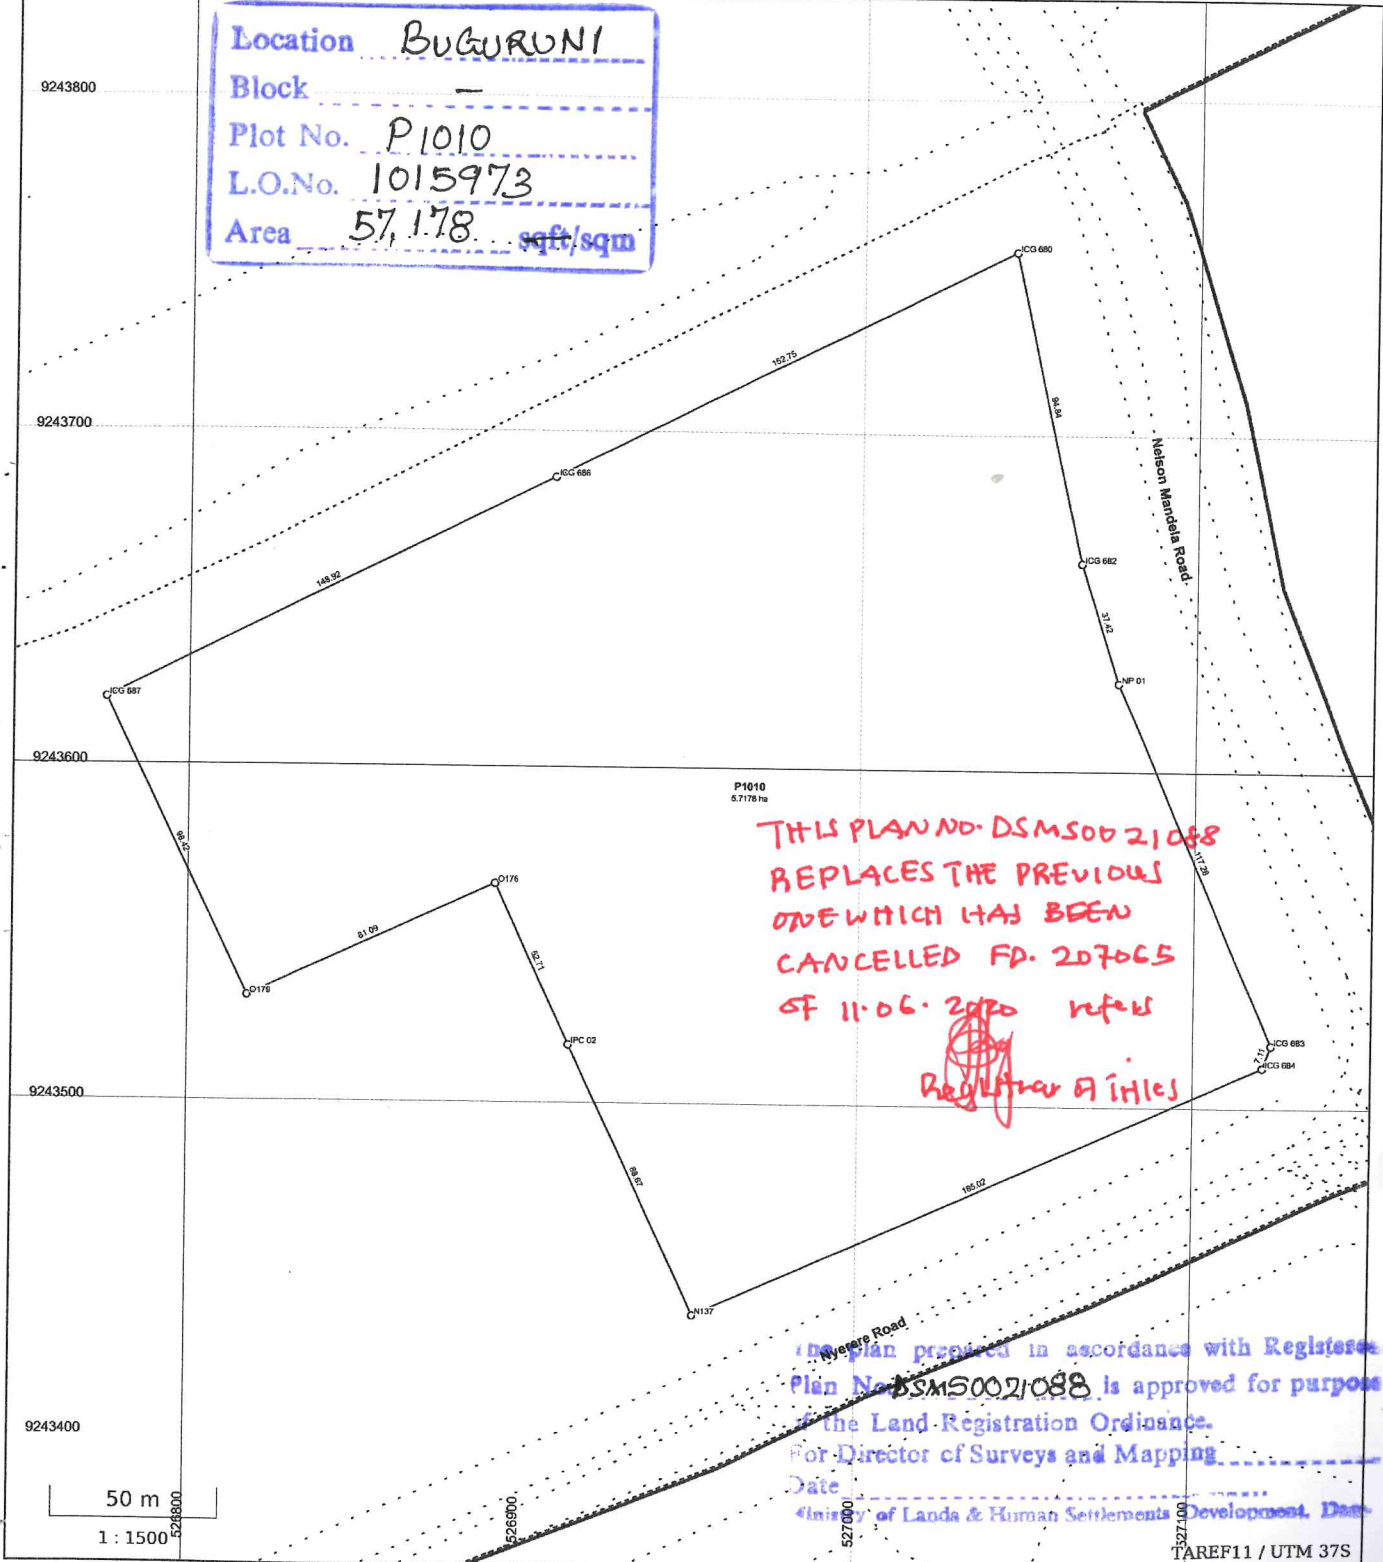 Location BUGURUNI
Block —
Plot No. P1010
L.O.No. 1015973
Area 57,178 sqft/sqm
9243800
9243700
9243600
9243500
9243400
ICG 680
152.75
94.84
Nelson Mandela Road
ICG 686
ICG 682
148.92
37.42
NP 01
ICG 687
P1010
5.7178 ha
98.42
117.28
O176
81.09
52.71
IPC 02
ICG 683
7.11
ICG 684
88.67
185.02
N137
Nyerere Road
THIS PLAN NO. DSMS0021088
REPLACES THE PREVIOUS
ONE WHICH HAS BEEN
CANCELLED FD. 207065
OF 11.06.2020 refers
Registrar of Titles
plan prepared in accordance with Registered
Plan No DSMS0021088 is approved for purpose
of the Land Registration Ordinance.
For Director of Surveys and Mapping
Date
Ministry of Lands & Human Settlements Development. Dar
50 m
1 : 1500
526800
526900
527000
527100
TAREF11 / UTM 37S